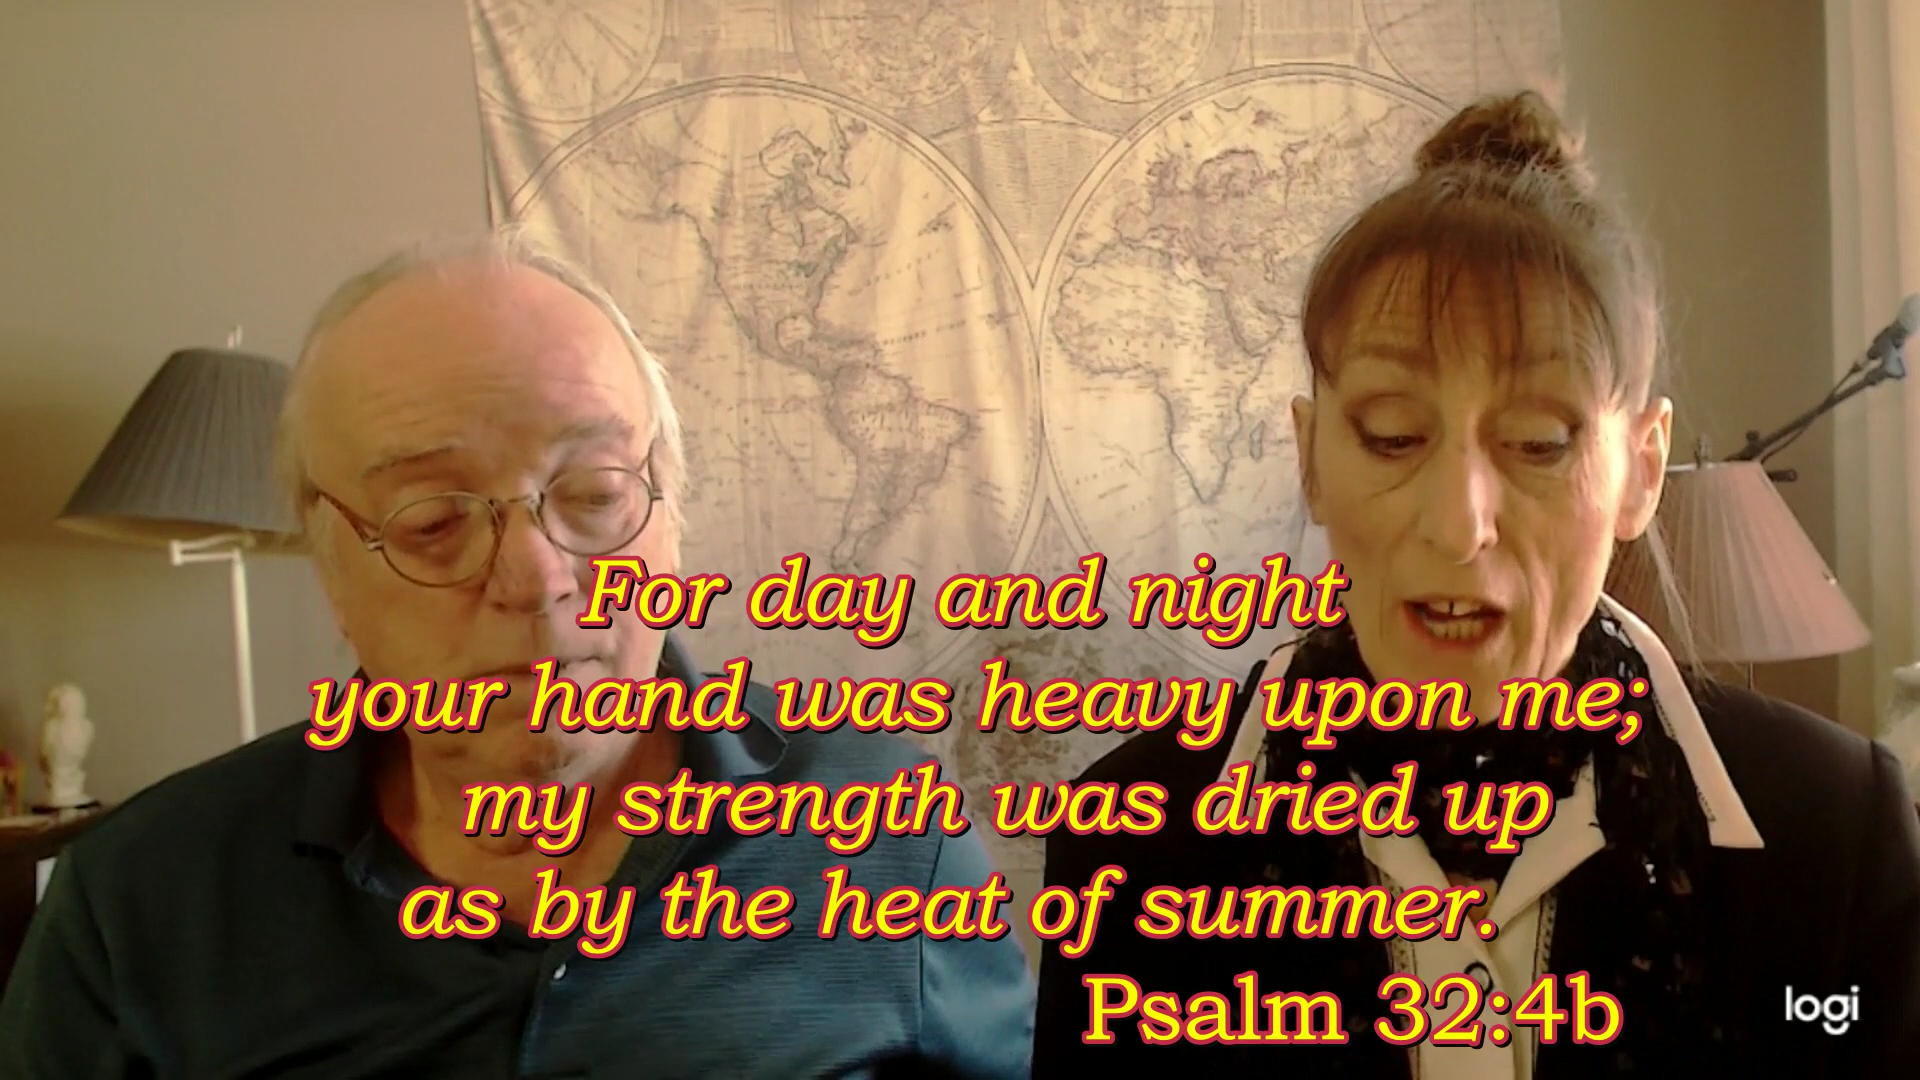 For day and night
your hand was heavy upon me;
my strength was dried up
as by the heat of summer.
Psalm 32:4b
logi